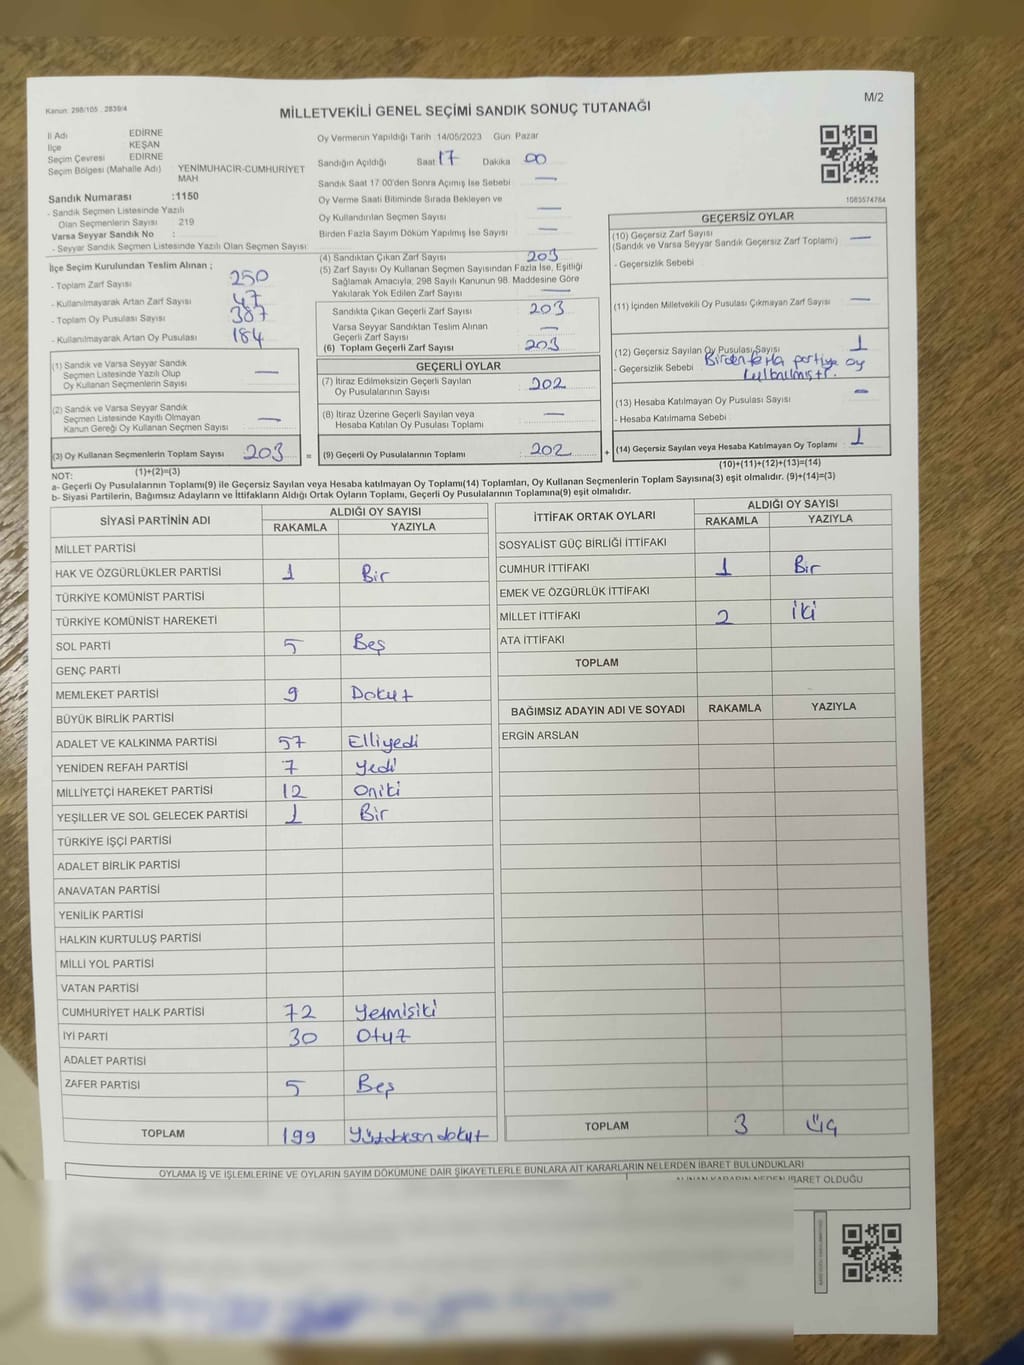 Kanun: 298/105 2839/4
M/2
MİLLETVEKİLİ GENEL SEÇİMİ SANDIK SONUÇ TUTANAĞI
İl Adı EDİRNE
İlçe KEŞAN
Seçim Çevresi EDİRNE
Seçim Bölgesi (Mahalle Adı) YENİMUHACİR-CUMHURİYET MAH
Sandık Numarası :1150
- Sandık Seçmen Listesinde Yazılı
Olan Seçmenlerin Sayısı 219
Varsa Seyyar Sandık No :
- Seyyar Sandık Seçmen Listesinde Yazılı Olan Seçmen Sayısı:
Oy Vermenin Yapıldığı Tarih 14/05/2023 Gün Pazar
Sandığın Açıldığı Saat 17 Dakika 00
Sandık Saat 17:00'den Sonra Açımış İse Sebebi —
Oy Verme Saati Bitiminde Sırada Bekleyen ve
Oy Kullandırılan Seçmen Sayısı —
Birden Fazla Sayım Döküm Yapılmış İse Sayısı —
1083574784
İlçe Seçim Kurulundan Teslim Alınan ;
- Toplam Zarf Sayısı 250
- Kullanılmayarak Artan Zarf Sayısı 47
- Toplam Oy Pusulası Sayısı 387
- Kullanılmayarak Artan Oy Pusulası 184
(1) Sandık ve Varsa Seyyar Sandık
Seçmen Listesinde Yazılı Olup
Oy Kullanan Seçmenlerin Sayısı —
(2) Sandık ve Varsa Seyyar Sandık
Seçmen Listesinde Kayıtlı Olmayan
Kanun Gereği Oy Kullanan Seçmen Sayısı —
(3) Oy Kullanan Seçmenlerin Toplam Sayısı 203 =
(1)+(2)=(3)
(4) Sandıktan Çıkan Zarf Sayısı 203
(5) Zarf Sayısı Oy Kullanan Seçmen Sayısından Fazla İse, Eşitliği
Sağlamak Amacıyla, 298 Sayılı Kanunun 98. Maddesine Göre
Yakılarak Yok Edilen Zarf Sayısı —
Sandıkta Çıkan Geçerli Zarf Sayısı 203
Varsa Seyyar Sandıktan Teslim Alınan
Geçerli Zarf Sayısı —
(6) Toplam Geçerli Zarf Sayısı 203
GEÇERLİ OYLAR
(7) İtiraz Edilmeksizin Geçerli Sayılan
Oy Pusulalarının Sayısı 202
(8) İtiraz Üzerine Geçerli Sayılan veya
Hesaba Katılan Oy Pusulası Toplamı —
(9) Geçerli Oy Pusulalarının Toplamı 202 +
GEÇERSİZ OYLAR
(10) Geçersiz Zarf Sayısı
(Sandık ve Varsa Seyyar Sandık Geçersiz Zarf Toplamı) —
- Geçersizlik Sebebi
(11) İçinden Milletvekili Oy Pusulası Çıkmayan Zarf Sayısı —
(12) Geçersiz Sayılan Oy Pusulası Sayısı 1
- Geçersizlik Sebebi Birden fazla partiye oy
kullanılmıştır.
(13) Hesaba Katılmayan Oy Pusulası Sayısı —
- Hesaba Katılmama Sebebi
(14) Geçersiz Sayılan veya Hesaba Katılmayan Oy Toplamı 1
(10)+(11)+(12)+(13)=(14)
NOT:
a- Geçerli Oy Pusulasının Toplamı(9) ile Geçersiz Sayılan veya Hesaba katılmayan Oy Toplamı(14) Toplamları, Oy Kullanan Seçmenlerin Toplam Sayısına(3) eşit olmalıdır. (9)+(14)=(3)
b- Siyasi Partilerin, Bağımsız Adayların ve İttifakların Aldığı Ortak Oyların Toplamı, Geçerli Oy Pusulalarının Toplamına(9) eşit olmalıdır.
SİYASİ PARTİNİN ADI ALDIĞI OY SAYISI
RAKAMLA YAZIYLA
MİLLET PARTİSİ
HAK VE ÖZGÜRLÜKLER PARTİSİ 1 Bir
TÜRKİYE KOMÜNİST PARTİSİ
TÜRKİYE KOMÜNİST HAREKETİ
SOL PARTİ 5 Beş
GENÇ PARTİ
MEMLEKET PARTİSİ 9 Dokuz
BÜYÜK BİRLİK PARTİSİ
ADALET VE KALKINMA PARTİSİ 57 Elliyedi
YENİDEN REFAH PARTİSİ 7 Yedi
MİLLİYETÇİ HAREKET PARTİSİ 12 Oniki
YEŞİLLER VE SOL GELECEK PARTİSİ 1 Bir
TÜRKİYE İŞÇİ PARTİSİ
ADALET BİRLİK PARTİSİ
ANAVATAN PARTİSİ
YENİLİK PARTİSİ
HALKIN KURTULUŞ PARTİSİ
MİLLİ YOL PARTİSİ
VATAN PARTİSİ
CUMHURİYET HALK PARTİSİ 72 Yetmişiki
İYİ PARTİ 30 Otuz
ADALET PARTİSİ
ZAFER PARTİSİ 5 Beş
TOPLAM 199 Yüzdoksandokuz
İTTİFAK ORTAK OYLARI ALDIĞI OY SAYISI
RAKAMLA YAZIYLA
SOSYALİST GÜÇ BİRLİĞİ İTTİFAKI
CUMHUR İTTİFAKI 1 Bir
EMEK VE ÖZGÜRLÜK İTTİFAKI
MİLLET İTTİFAKI 2 İki
ATA İTTİFAKI
TOPLAM
BAĞIMSIZ ADAYIN ADI VE SOYADI RAKAMLA YAZIYLA
ERGİN ARSLAN
TOPLAM 3 Üç
OYLAMA İŞ VE İŞLEMLERİNE VE OYLARIN SAYIM DÖKÜMÜNE DAİR ŞİKAYETLERLE BUNLARA AİT KARARLARIN NELERDEN İBARET BULUNDUKLARI
ALINAN KARARIN NEDEN İBARET OLDUĞU